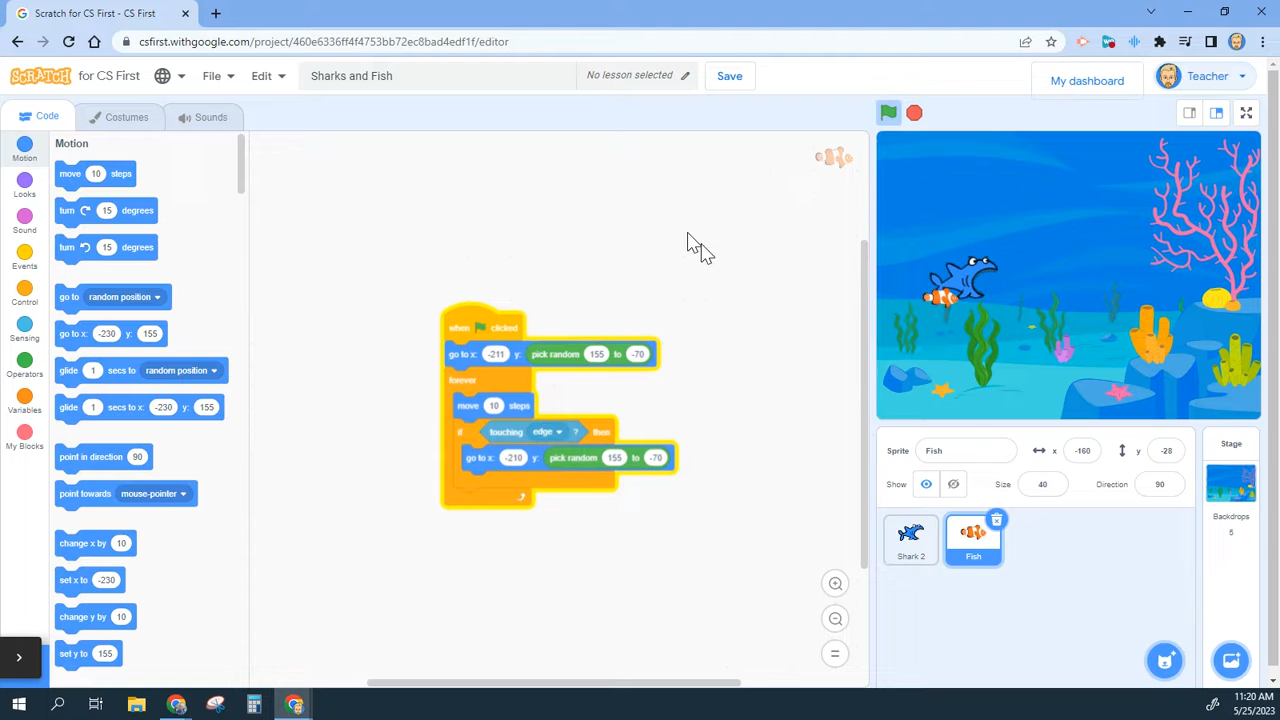 Scratch for CS First - CS First
csfirst.withgoogle.com/project/460e6336ff4f4753bb72ec8bad4edf1f/editor
SCRATCH for CS First File Edit Sharks and Fish No lesson selected Save My dashboard Teacher
Code Costumes Sounds
Motion
Looks
Sound
Events
Control
Sensing
Operators
Variables
My Blocks
Motion
move 10 steps
turn 15 degrees
turn 15 degrees
go to random position
go to x: -230 y: 155
glide 1 secs to random position
glide 1 secs to x: -230 y: 155
point in direction 90
point towards mouse-pointer
change x by 10
set x to -230
change y by 10
set y to 155
when clicked
go to x: -211 y: pick random 155 to -70
forever
move 10 steps
if touching edge ? then
go to x: -210 y: pick random 155 to -70
Sprite Fish x -160 y -28
Show Size 40 Direction 90
Shark 2
Fish
Stage
Backdrops
5
11:20 AM
5/25/2023